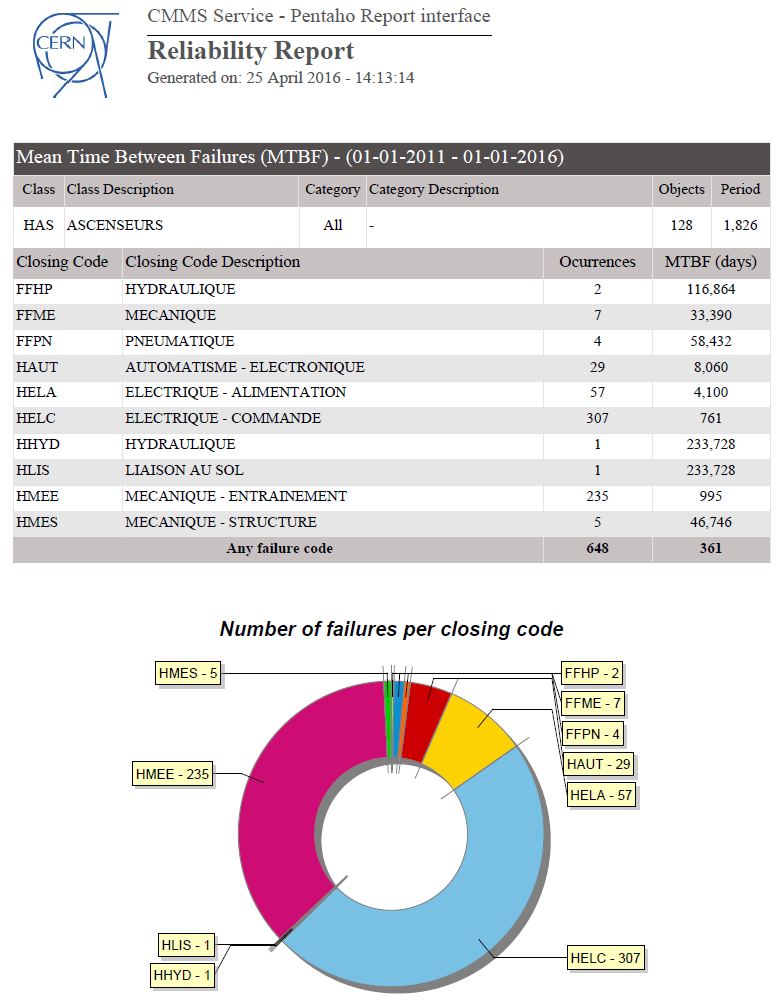 CERN
CMMS Service - Pentaho Report interface
Reliability Report
Generated on: 25 April 2016 - 14:13:14
Mean Time Between Failures (MTBF) - (01-01-2011 - 01-01-2016)
Class Class Description Category Category Description Objects Period
HAS ASCENSEURS All - 128 1,826
Closing Code Closing Code Description Ocurrences MTBF (days)
FFHP HYDRAULIQUE 2 116,864
FFME MECANIQUE 7 33,390
FFPN PNEUMATIQUE 4 58,432
HAUT AUTOMATISME - ELECTRONIQUE 29 8,060
HELA ELECTRIQUE - ALIMENTATION 57 4,100
HELC ELECTRIQUE - COMMANDE 307 761
HHYD HYDRAULIQUE 1 233,728
HLIS LIAISON AU SOL 1 233,728
HMEE MECANIQUE - ENTRAINEMENT 235 995
HMES MECANIQUE - STRUCTURE 5 46,746
Any failure code 648 361
Number of failures per closing code
HMES - 5
FFHP - 2
FFME - 7
FFPN - 4
HAUT - 29
HMEE - 235
HELA - 57
HLIS - 1
HELC - 307
HHYD - 1